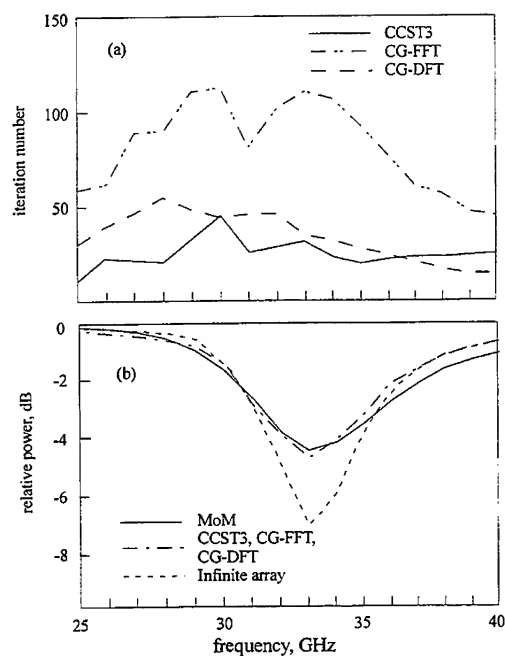 150
(a)
CCST3
CG-FFT
CG-DFT
100
50
iteration number
0
(b)
-2
-4
-6
-8
relative power, dB
MoM
CCST3, CG-FFT,
CG-DFT
Infinite array
25
30
35
40
frequency, GHz